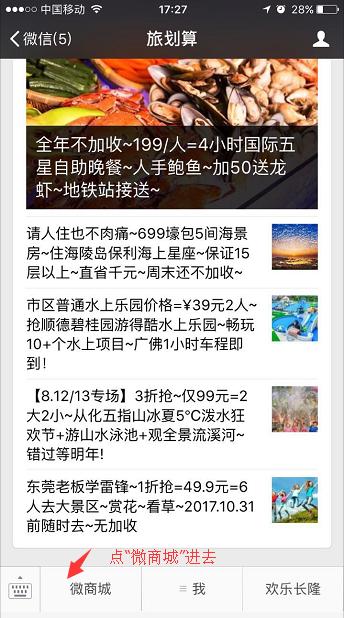 中国移动 17:27 28%
微信(5) 旅划算
全年不加收~199/人=4小时国际五
星自助晚餐~人手鲍鱼~加50送龙
虾~地铁站接送~
请人住也不肉痛~699壕包5间海景
房~住海陵岛保利海上星座~保证15
层以上~直省千元~周末还不加收~
市区普通水上乐园价格=¥39元2人~
抢顺德碧桂园游得酷水上乐园~畅玩
10+个水上项目~广佛1小时车程即
到！
【8.12/13专场】3折抢~仅99元=2
大2小~从化五指山冰夏5℃泼水狂
欢节+游山水泳池+观全景流溪河~
错过等明年!
东莞老板学雷锋~1折抢=49.9元=6
人去大景区~赏花~看草~2017.10.31
前随时去~无加收
点“微商城”进去
微商城 我 欢乐长隆